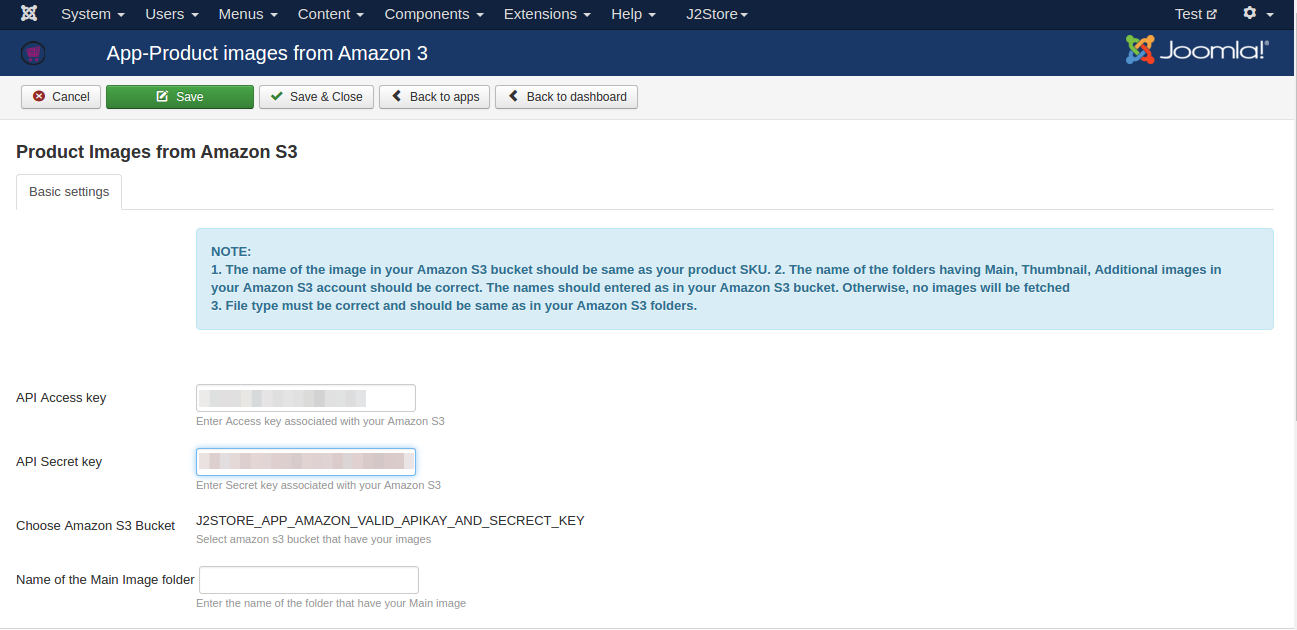 System Users Menus Content Components Extensions Help J2Store Test
App-Product images from Amazon 3 Joomla!®
Cancel Save Save & Close Back to apps Back to dashboard
Product Images from Amazon S3
Basic settings
NOTE:
1. The name of the image in your Amazon S3 bucket should be same as your product SKU. 2. The name of the folders having Main, Thumbnail, Additional images in
your Amazon S3 account should be correct. The names should entered as in your Amazon S3 bucket. Otherwise, no images will be fetched
3. File type must be correct and should be same as in your Amazon S3 folders.
API Access key
Enter Access key associated with your Amazon S3
API Secret key
Enter Secret key associated with your Amazon S3
Choose Amazon S3 Bucket J2STORE_APP_AMAZON_VALID_APIKAY_AND_SECRECT_KEY
Select amazon s3 bucket that have your images
Name of the Main Image folder
Enter the name of the folder that have your Main image